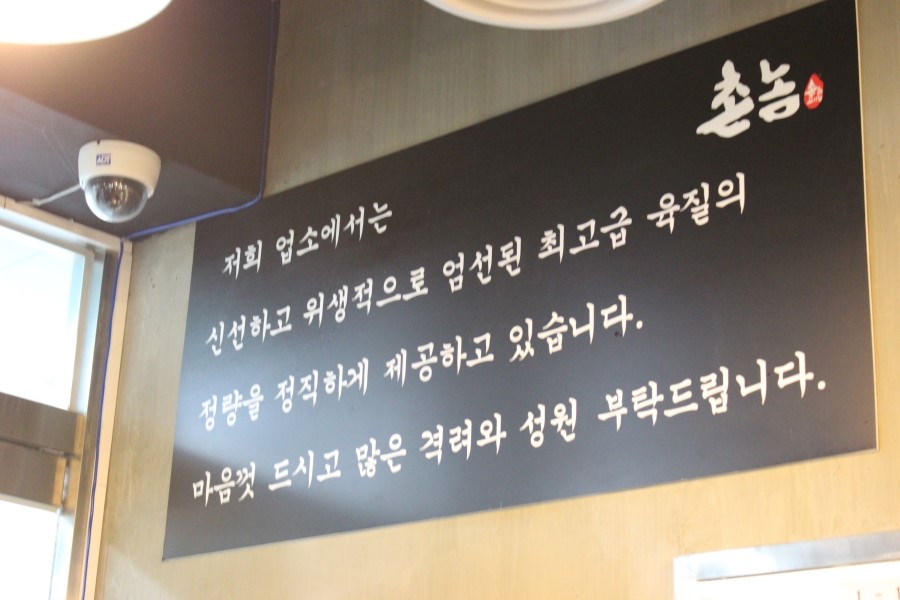 촌놈
저희 업소에서는
신선하고 위생적으로 엄선된 최고급 육질의
정량을 정직하게 제공하고 있습니다.
마음껏 드시고 많은 격려와 성원 부탁드립니다.
ADT